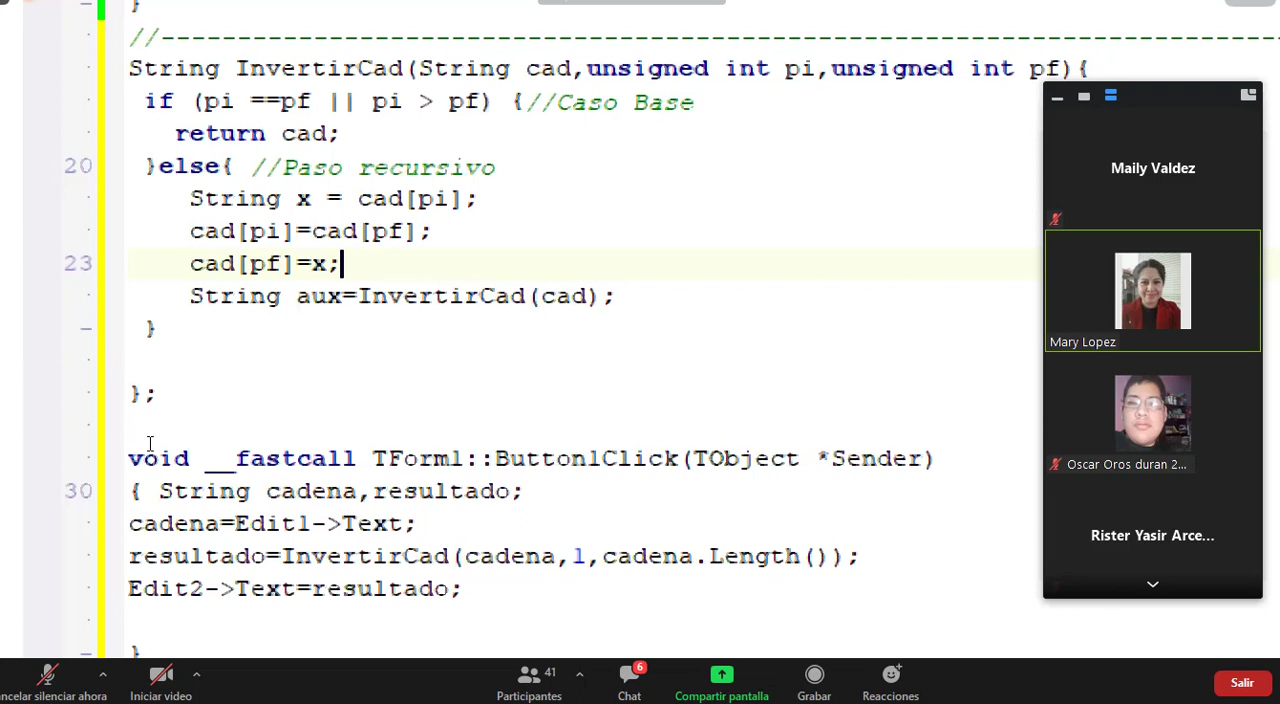 }
//------------------------------------------------------------------------
String InvertirCad(String cad,unsigned int pi,unsigned int pf){
if (pi ==pf || pi > pf) {//Caso Base
return cad;
20 }else{ //Paso recursivo
String x = cad[pi];
cad[pi]=cad[pf];
23 cad[pf]=x;
String aux=InvertirCad(cad);
}
};
void __fastcall TForm1::Button1Click(TObject *Sender)
30 { String cadena,resultado;
cadena=Edit1->Text;
resultado=InvertirCad(cadena,1,cadena.Length());
Edit2->Text=resultado;
}
Maily Valdez
Mary Lopez
Oscar Oros duran 2...
Rister Yasir Arce...
ancelar silenciar ahora
Iniciar video
41
Participantes
6
Chat
Compartir pantalla
Grabar
Reacciones
Salir